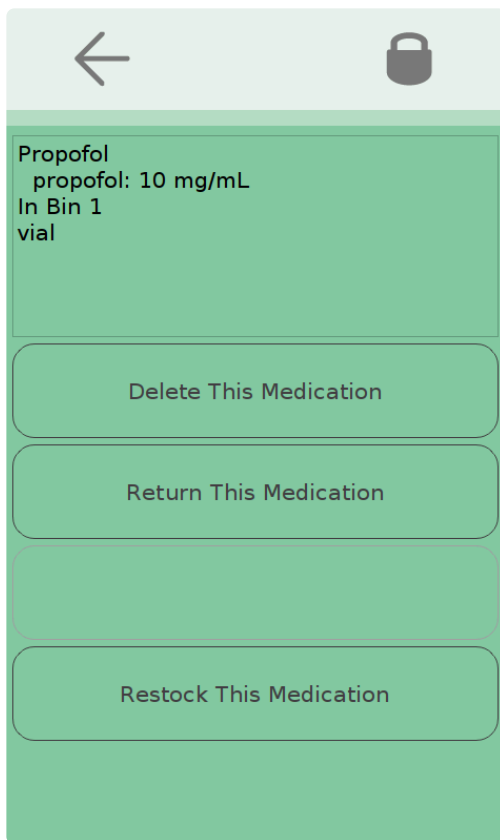 Propofol
propofol: 10 mg/mL
In Bin 1
vial
Delete This Medication
Return This Medication
Restock This Medication